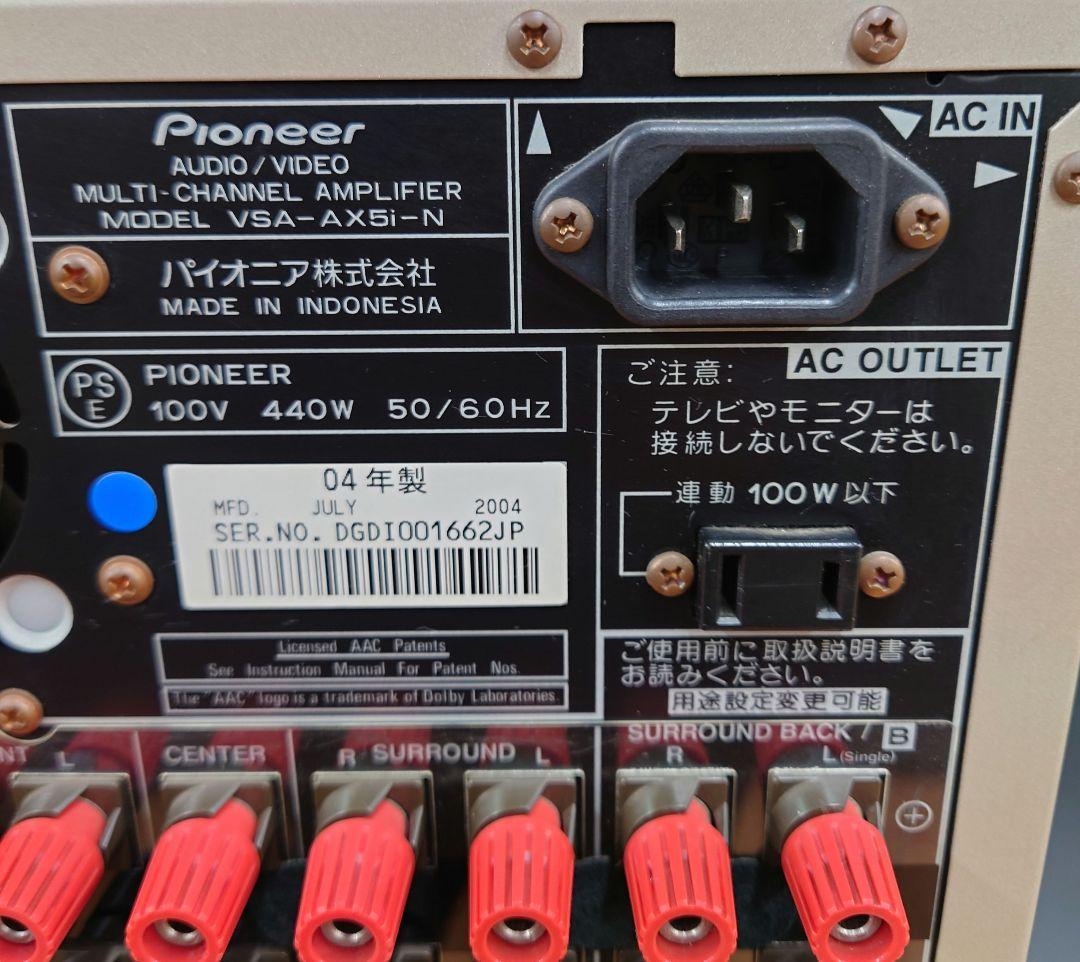 Pioneer
AUDIO/VIDEO
MULTI-CHANNEL AMPLIFIER
MODEL VSA-AX5i-N
パイオニア株式会社
MADE IN INDONESIA
AC IN
PS
E
PIONEER
100V 440W 50/60Hz
AC OUTLET
ご注意:
テレビやモニターは
接続しないでください。
連動 100W以下
04年製
MFD. JULY 2004
SER.NO. DGDI001662JP
Licensed AAC Patents
See Instruction Manual For Patent Nos.
The "AAC" logo is a trademark of Dolby Laboratories.
ご使用前に取扱説明書を
お読みください。
用途設定変更可能
SURROUND BACK / B
NT L
CENTER
R SURROUND L
R
L (Single)
+